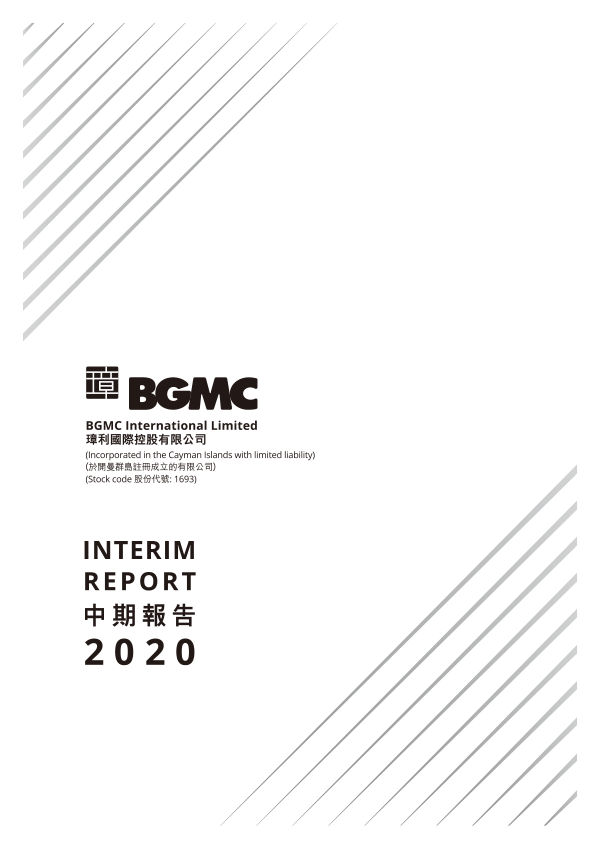 BGMC
BGMC International Limited
璋利國際控股有限公司
(Incorporated in the Cayman Islands with limited liability)
(於開曼群島註冊成立的有限公司)
(Stock code 股份代號: 1693)
INTERIM
REPORT
中期報告
2020